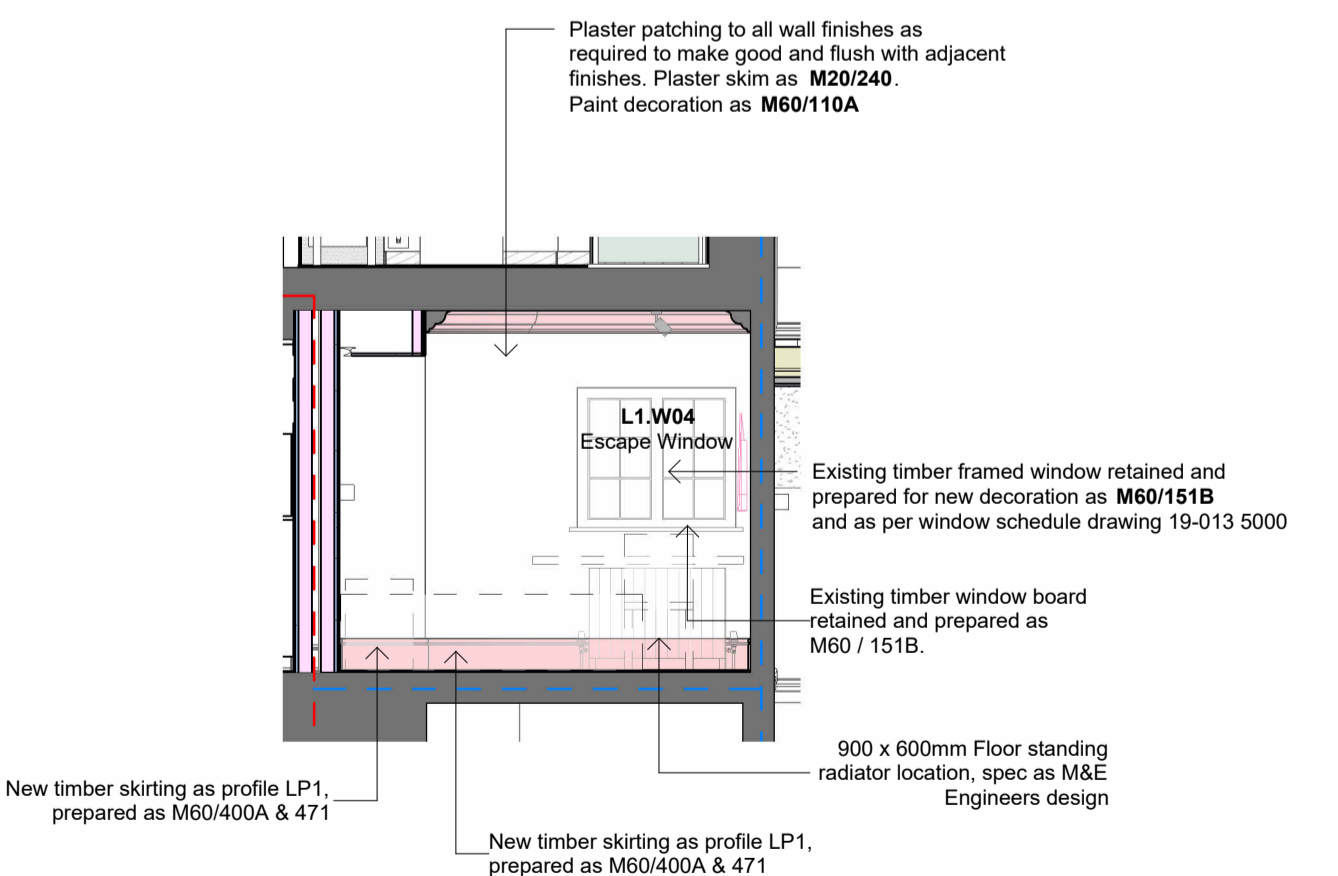 Plaster patching to all wall finishes as
required to make good and flush with adjacent
finishes. Plaster skim as M20/240.
Paint decoration as M60/110A
L1.W04
Escape Window
Existing timber framed window retained and
prepared for new decoration as M60/151B
and as per window schedule drawing 19-013 5000
Existing timber window board
retained and prepared as
M60 / 151B.
900 x 600mm Floor standing
radiator location, spec as M&E
Engineers design
New timber skirting as profile LP1,
prepared as M60/400A & 471
New timber skirting as profile LP1,
prepared as M60/400A & 471